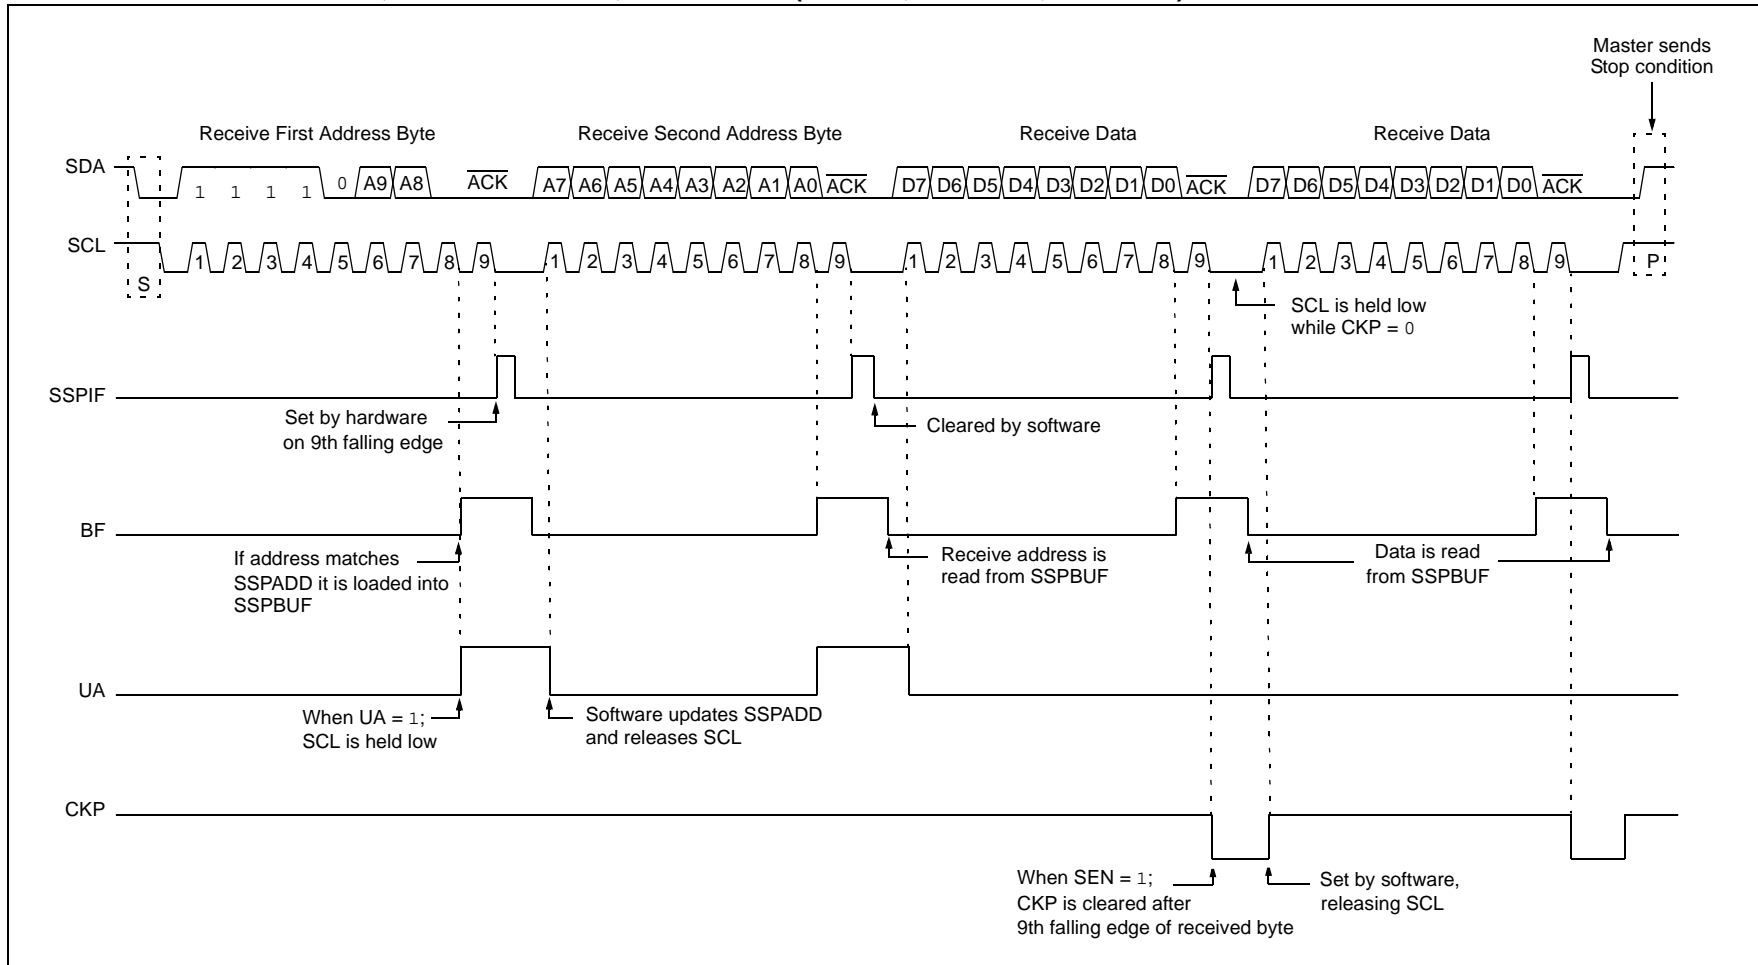 Master sends
Stop condition
Receive First Address Byte
Receive Second Address Byte
Receive Data
Receive Data
SDA
1 1 1 1 0 A9 A8 ACK A7 A6 A5 A4 A3 A2 A1 A0 ACK D7 D6 D5 D4 D3 D2 D1 D0 ACK D7 D6 D5 D4 D3 D2 D1 D0 ACK
SCL
S 1 2 3 4 5 6 7 8 9 1 2 3 4 5 6 7 8 9 1 2 3 4 5 6 7 8 9 1 2 3 4 5 6 7 8 9 P
SCL is held low
while CKP = 0
SSPIF
Set by hardware
on 9th falling edge
Cleared by software
BF
If address matches
SSPADD it is loaded into
SSPBUF
Receive address is
read from SSPBUF
Data is read
from SSPBUF
UA
When UA = 1;
SCL is held low
Software updates SSPADD
and releases SCL
CKP
When SEN = 1;
CKP is cleared after
9th falling edge of received byte
Set by software,
releasing SCL